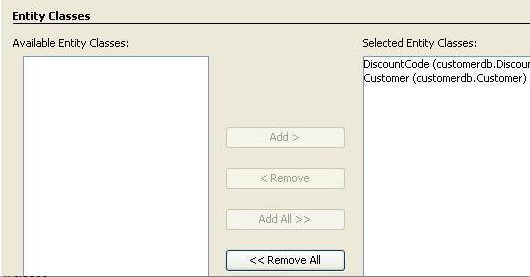 Entity Classes
Available Entity Classes:
Selected Entity Classes:
DiscountCode (customerdb.Discou
Customer (customerdb.Customer)
Add >
< Remove
Add All >>
<< Remove All